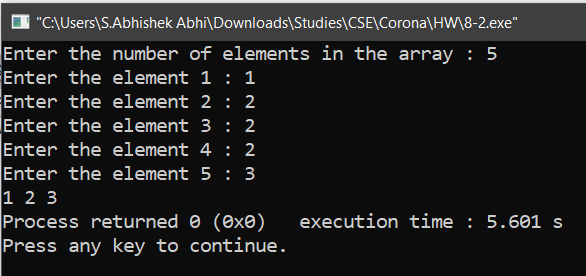 "C:\Users\S.Abhishek Abhi\Downloads\Studies\CSE\Corona\HW\8-2.exe"
Enter the number of elements in the array : 5
Enter the element 1 : 1
Enter the element 2 : 2
Enter the element 3 : 2
Enter the element 4 : 2
Enter the element 5 : 3
1 2 3
Process returned 0 (0x0)   execution time : 5.601 s
Press any key to continue.